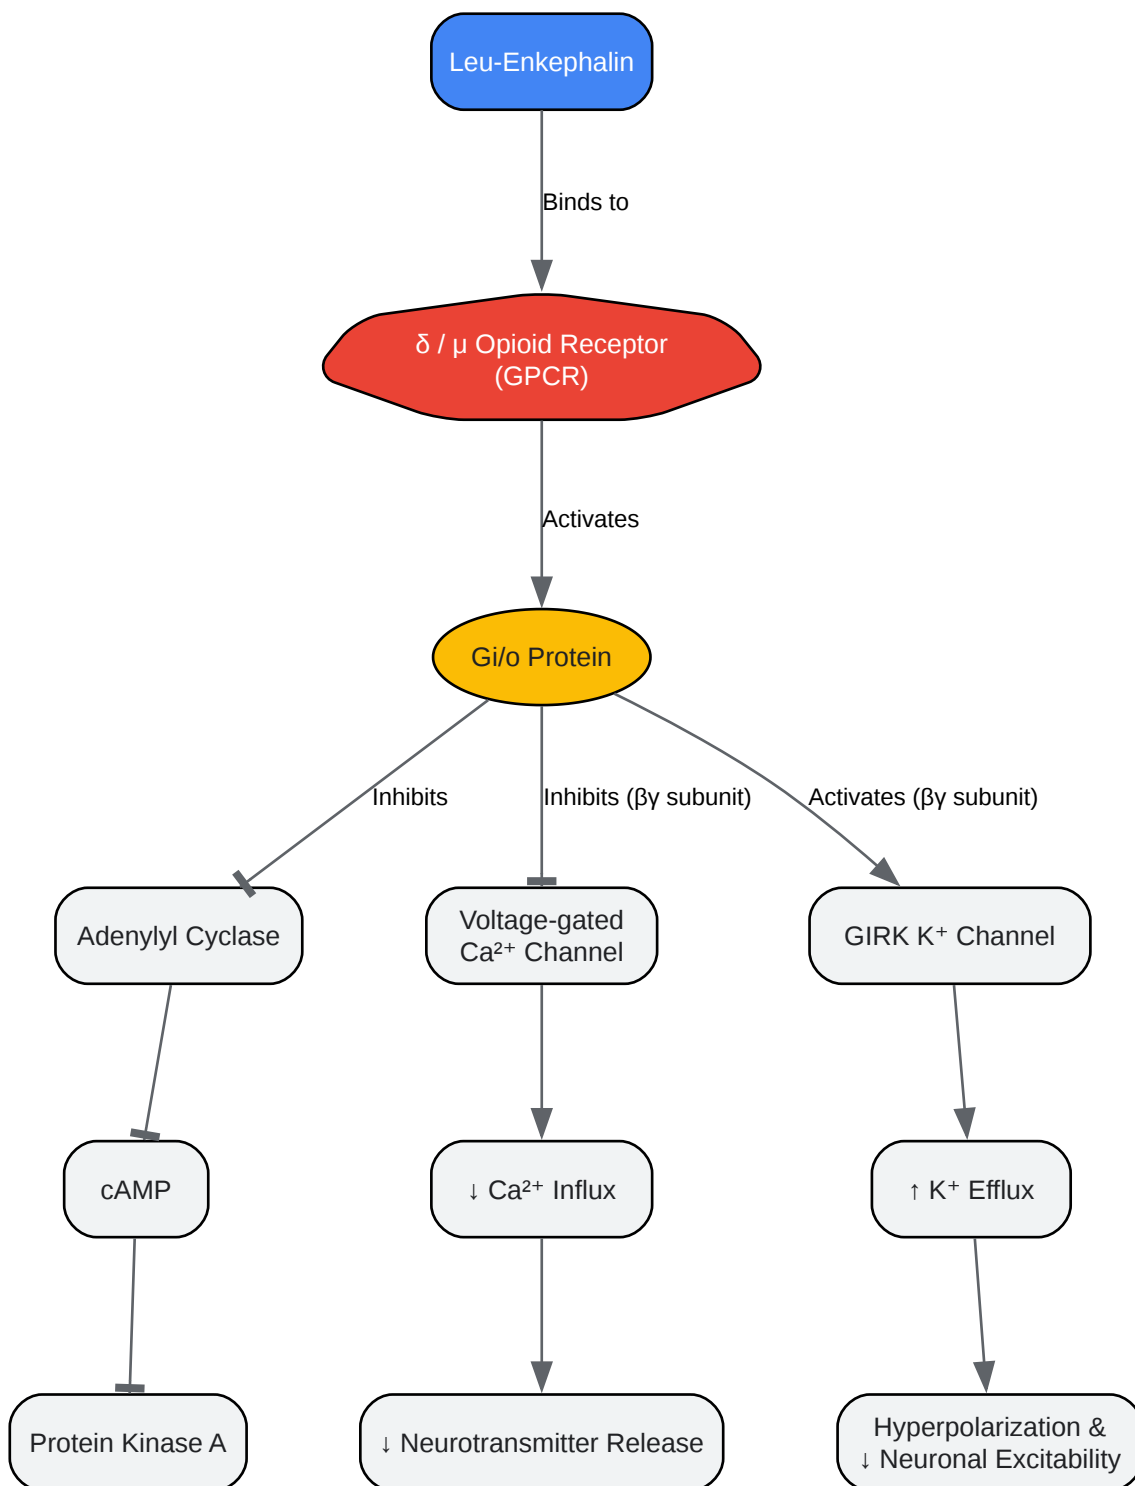 Leu-Enkephalin
Binds to
δ / μ Opioid Receptor
(GPCR)
Activates
Gi/o Protein
Inhibits
Inhibits (βγ subunit)
Activates (βγ subunit)
Adenylyl Cyclase
Voltage-gated
Ca²⁺ Channel
GIRK K⁺ Channel
cAMP
↓ Ca²⁺ Influx
↑ K⁺ Efflux
Protein Kinase A
↓ Neurotransmitter Release
Hyperpolarization &
↓ Neuronal Excitability